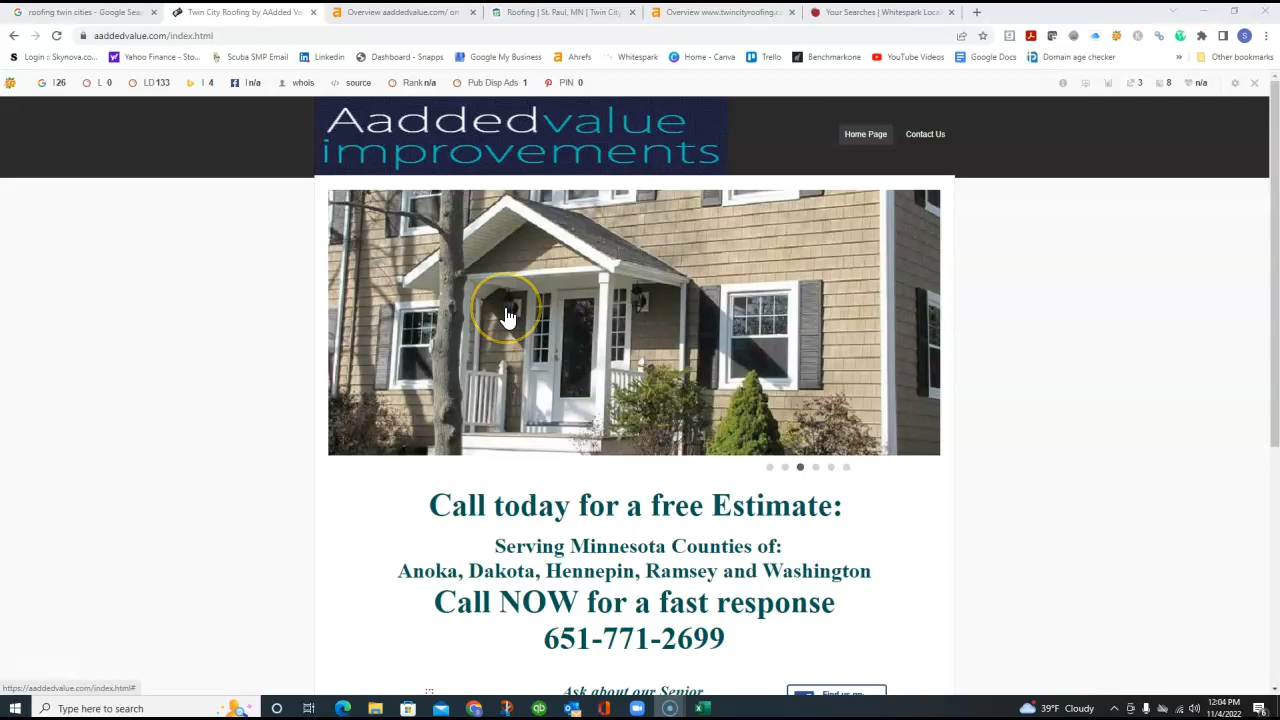 roofing twin cities - Google Sear
Twin City Roofing by AAdded Va
Overview aaddedvalue.com/ on
Roofing | St. Paul, MN | Twin City
Overview www.twincityroofing.c
Your Searches | Whitespark Loca
aaddedvalue.com/index.html
Login :: Skynova.co...
Yahoo Finance - Sto...
Scuba SMP Email
LinkedIn
Dashboard - Snapps
Google My Business
Ahrefs
Whitespark
Home - Canva
Trello
Benchmarkone
YouTube Videos
Google Docs
Domain age checker
»
Other bookmarks
I 26
L 0
LD 133
I 4
I n/a
whois
source
Rank n/a
Pub Disp Ads 1
PIN 0
3
8
n/a
Aaddedvalue
improvements
Home Page
Contact Us
Call today for a free Estimate:
Serving Minnesota Counties of:
Anoka, Dakota, Hennepin, Ramsey and Washington
Call NOW for a fast response
651-771-2699
Ask about our Senior
Find us on:
https://aaddedvalue.com/index.html#
Type here to search
39°F Cloudy
12:04 PM
11/4/2022